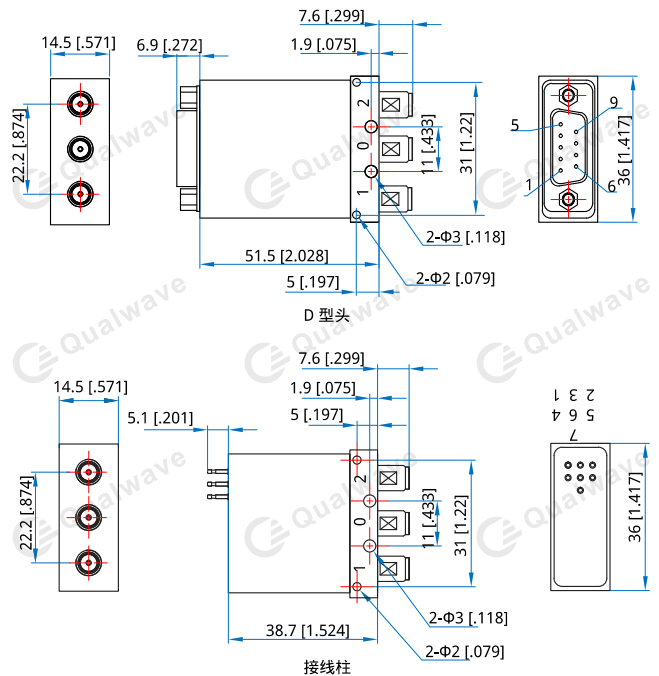 7.6 [.299]
14.5 [.571]
6.9 [.272]
1.9 [.075]
22.2 [.874]
2
0
1
11 [.433]
31 [1.22]
5
9
1
6
36 [1.417]
2-Φ3 [.118]
51.5 [2.028]
2-Φ2 [.079]
5 [.197]
D 型头
Qualwave
Qualwave
Qualwave
Qualwave
Qualwave
Qualwave
7.6 [.299]
14.5 [.571]
1.9 [.075]
5.1 [.201]
5 [.197]
2 3 1
5 6 4
7
22.2 [.874]
2
0
1
11 [.433]
31 [1.22]
36 [1.417]
Qualwave
Qualwave
Qualwave
2-Φ3 [.118]
38.7 [1.524]
2-Φ2 [.079]
接线柱